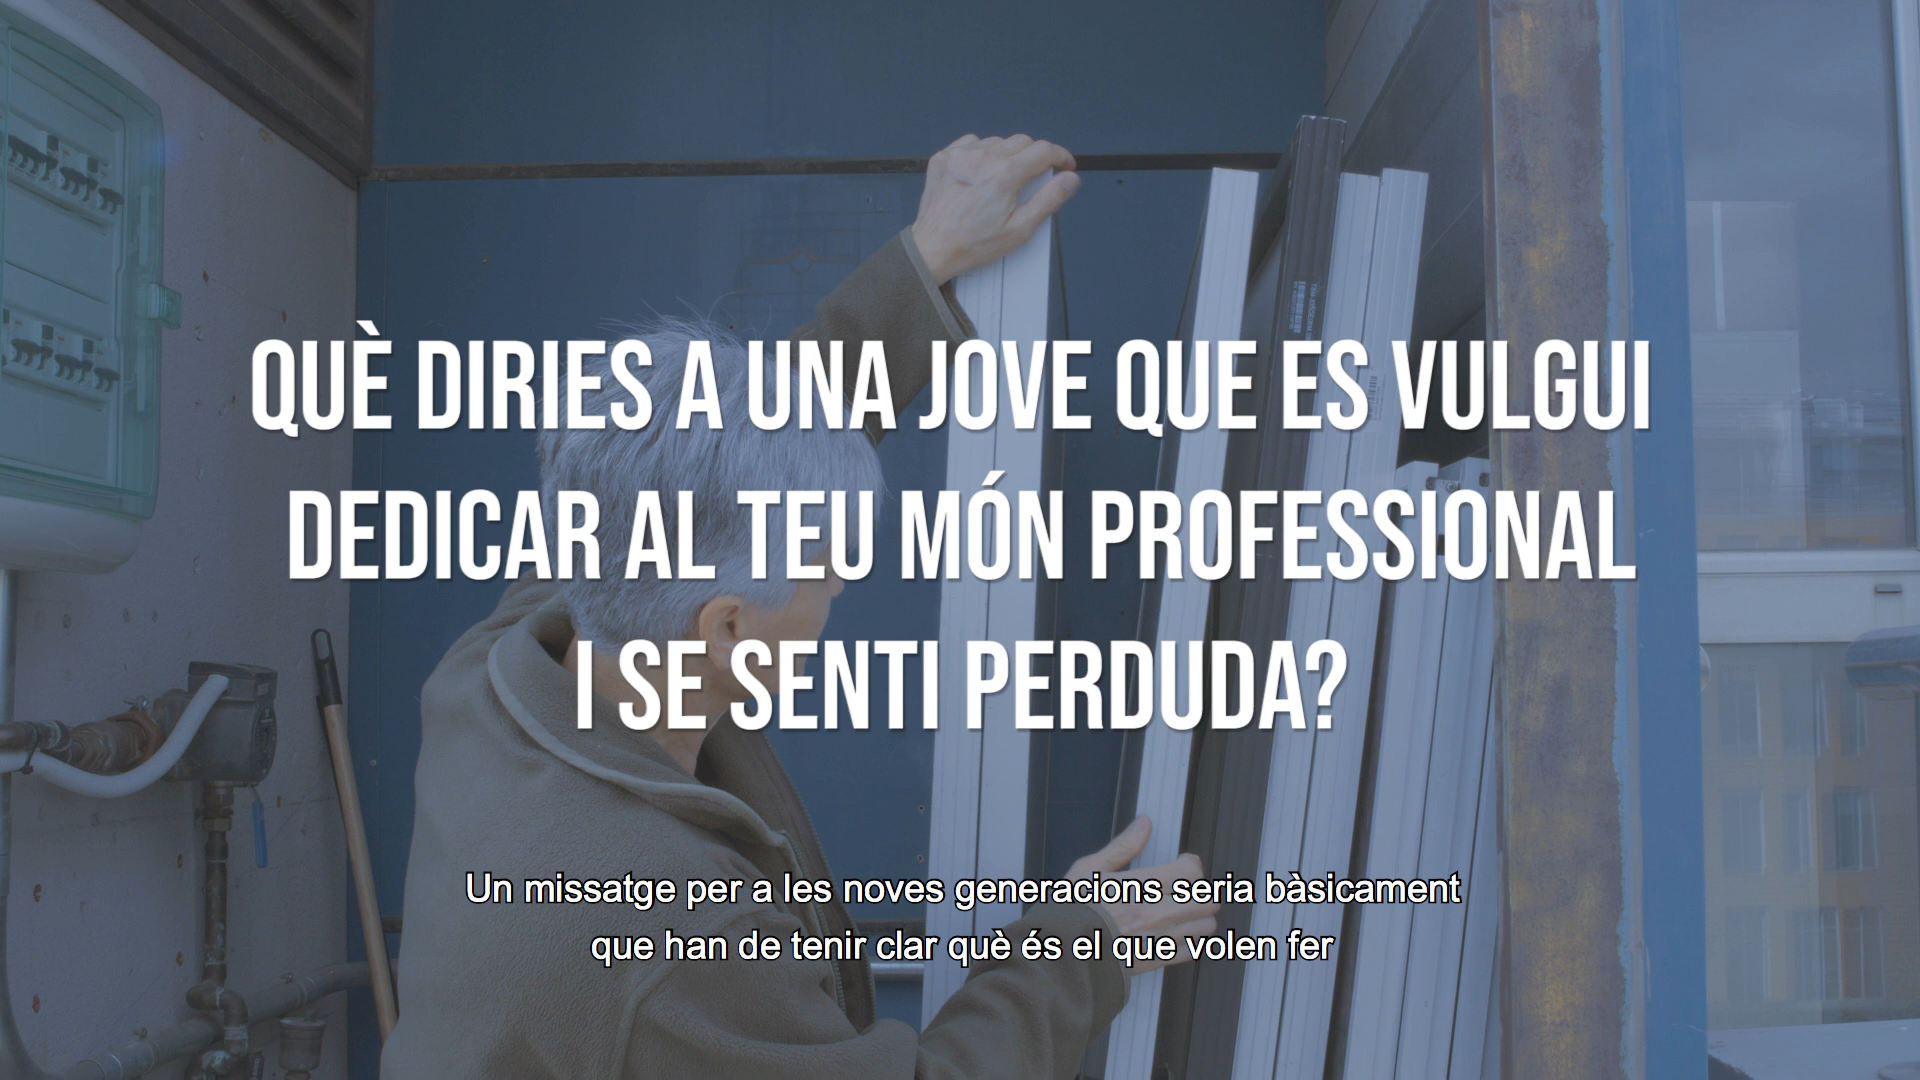 QUÈ DIRIES A UNA JOVE QUE ES VULGUI
DEDICAR AL TEU MÓN PROFESSIONAL
I SE SENTI PERDUDA?
Un missatge per a les noves generacions seria bàsicament
que han de tenir clar què és el que volen fer